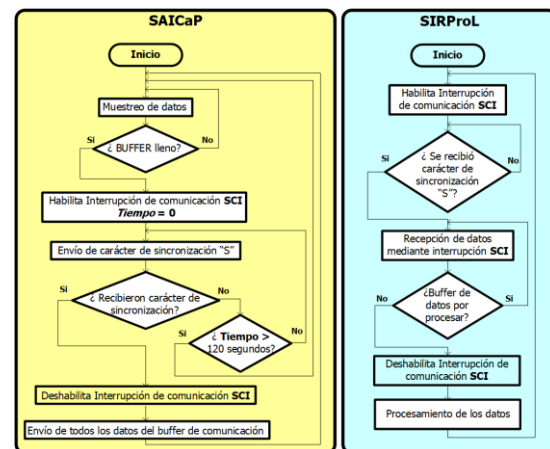 SAICaP
Inicio
Muestreo de datos
Si
¿ BUFFER lleno?
No
Habilita Interrupción de comunicación SCI
Tiempo = 0
Envío de carácter de sincronización “S”
Si
¿ Recibieron carácter de
sincronización?
No
Si
¿ Tiempo >
120 segundos?
No
Deshabilita Interrupción de comunicación SCI
Envío de todos los datos del buffer de comunicación
SIRProL
Inicio
Habilita Interrupción
de comunicación SCI
Si
¿ Se recibió
carácter de
sincronización
“S”?
No
Recepción de datos
mediante interrupción SCI
No
¿Buffer de
datos por
procesar?
Si
Deshabilita Interrupción de
comunicación SCI
Procesamiento de los datos